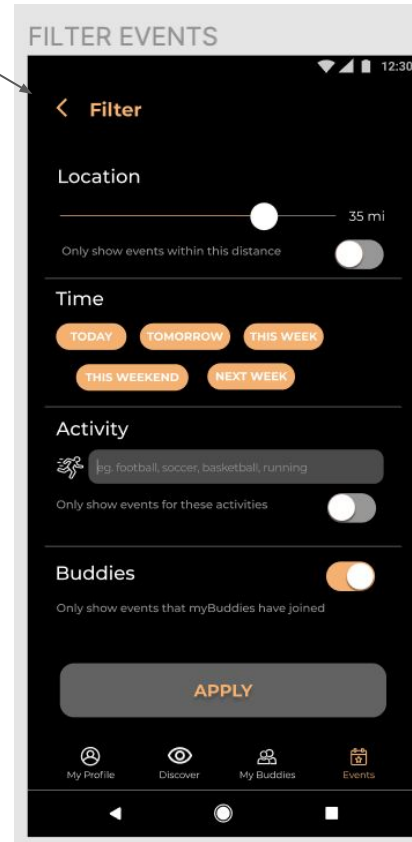 FILTER EVENTS
12:30
Filter
Location
35 mi
Only show events within this distance
Time
TODAY TOMORROW THIS WEEK
THIS WEEKEND NEXT WEEK
Activity
eg. football, soccer, basketball, running
Only show events for these activities
Buddies
Only show events that myBuddies have joined
APPLY
My Profile Discover My Buddies Events